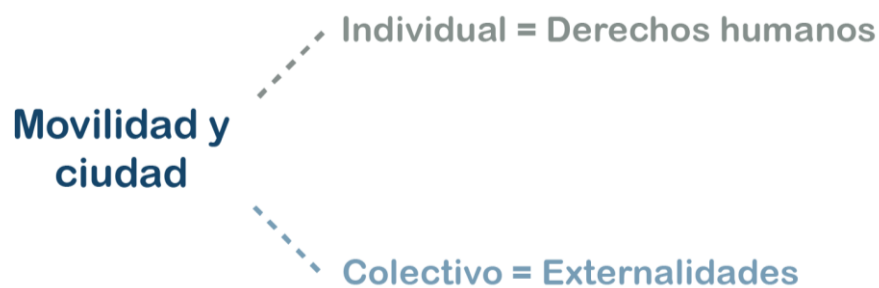 Individual = Derechos humanos
Movilidad y
ciudad
Colectivo = Externalidades